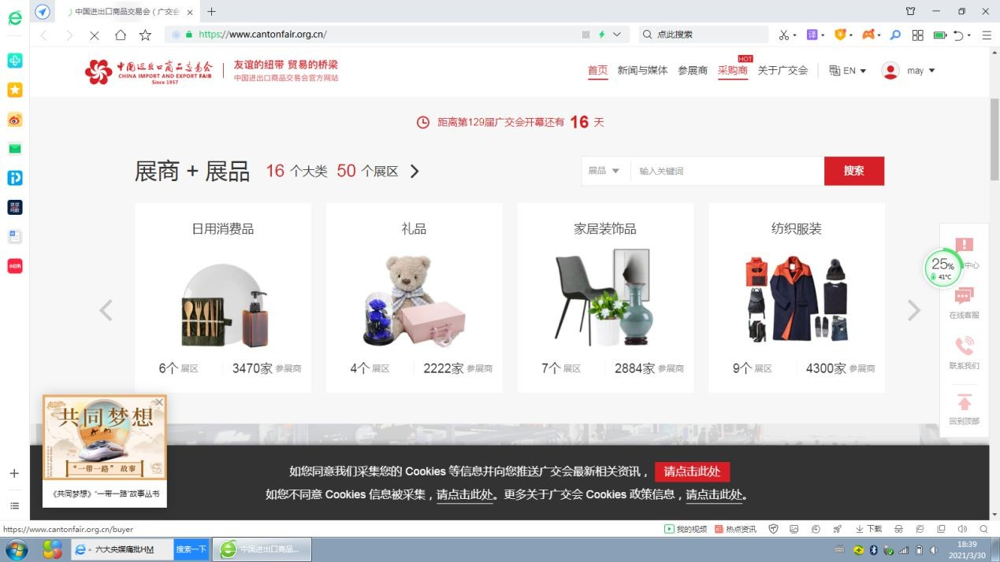 中国进出口商品交易会（广交会
https://www.cantonfair.org.cn/
点此搜索
中国进出口商品交易会
CHINA IMPORT AND EXPORT FAIR
Since 1957
友谊的纽带 贸易的桥梁
中国进出口商品交易会官方网站
首页 新闻与媒体 参展商 采购商 HOT 关于广交会 EN may
距离第129届广交会开幕还有 16 天
展商 + 展品 16 个大类 50 个展区
展品 输入关键词 搜索
日用消费品 礼品 家居装饰品 纺织服装
25%
41°C
中心
在线客服
联系我们
回到顶部
6个 展区 3470家 参展商 4个 展区 2222家 参展商 7个 展区 2884家 参展商 9个 展区 4300家 参展商
共同梦想
“一带一路” 故事
《共同梦想》“一带一路”故事丛书
如您同意我们采集您的 Cookies 等信息并向您推送广交会最新相关资讯， 请点击此处
如您不同意 Cookies 信息被采集，请点击此处。更多关于广交会 Cookies 政策信息，请点击此处。
https://www.cantonfair.org.cn/buyer
我的视频 热点资讯 下载
六大央媒痛批HM 搜索一下 中国进出口商品...
18:39
2021/3/30